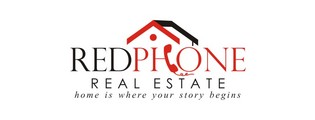 REDPHONE
REAL ESTATE
home is where your story begins